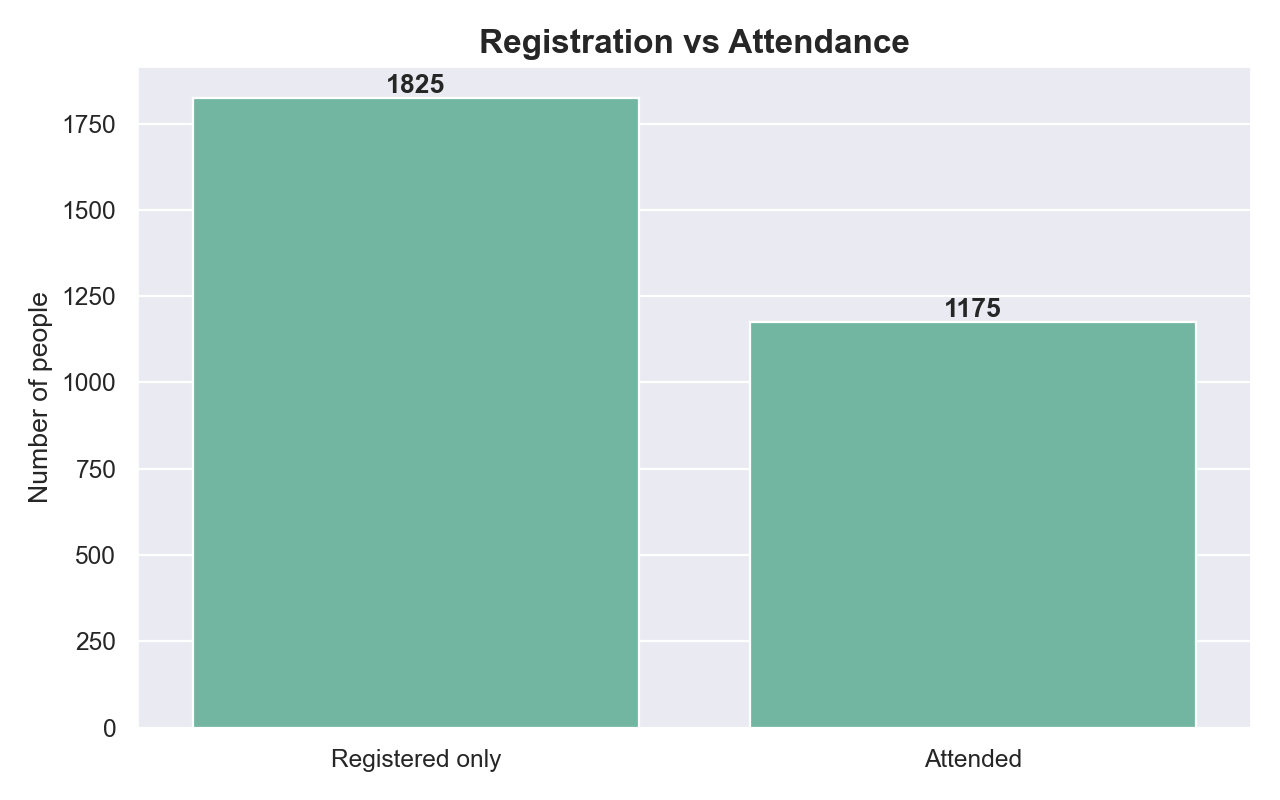 Registration vs Attendance
1825
1750
1500
1250
1175
1000
750
500
250
0
Number of people
Registered only
Attended